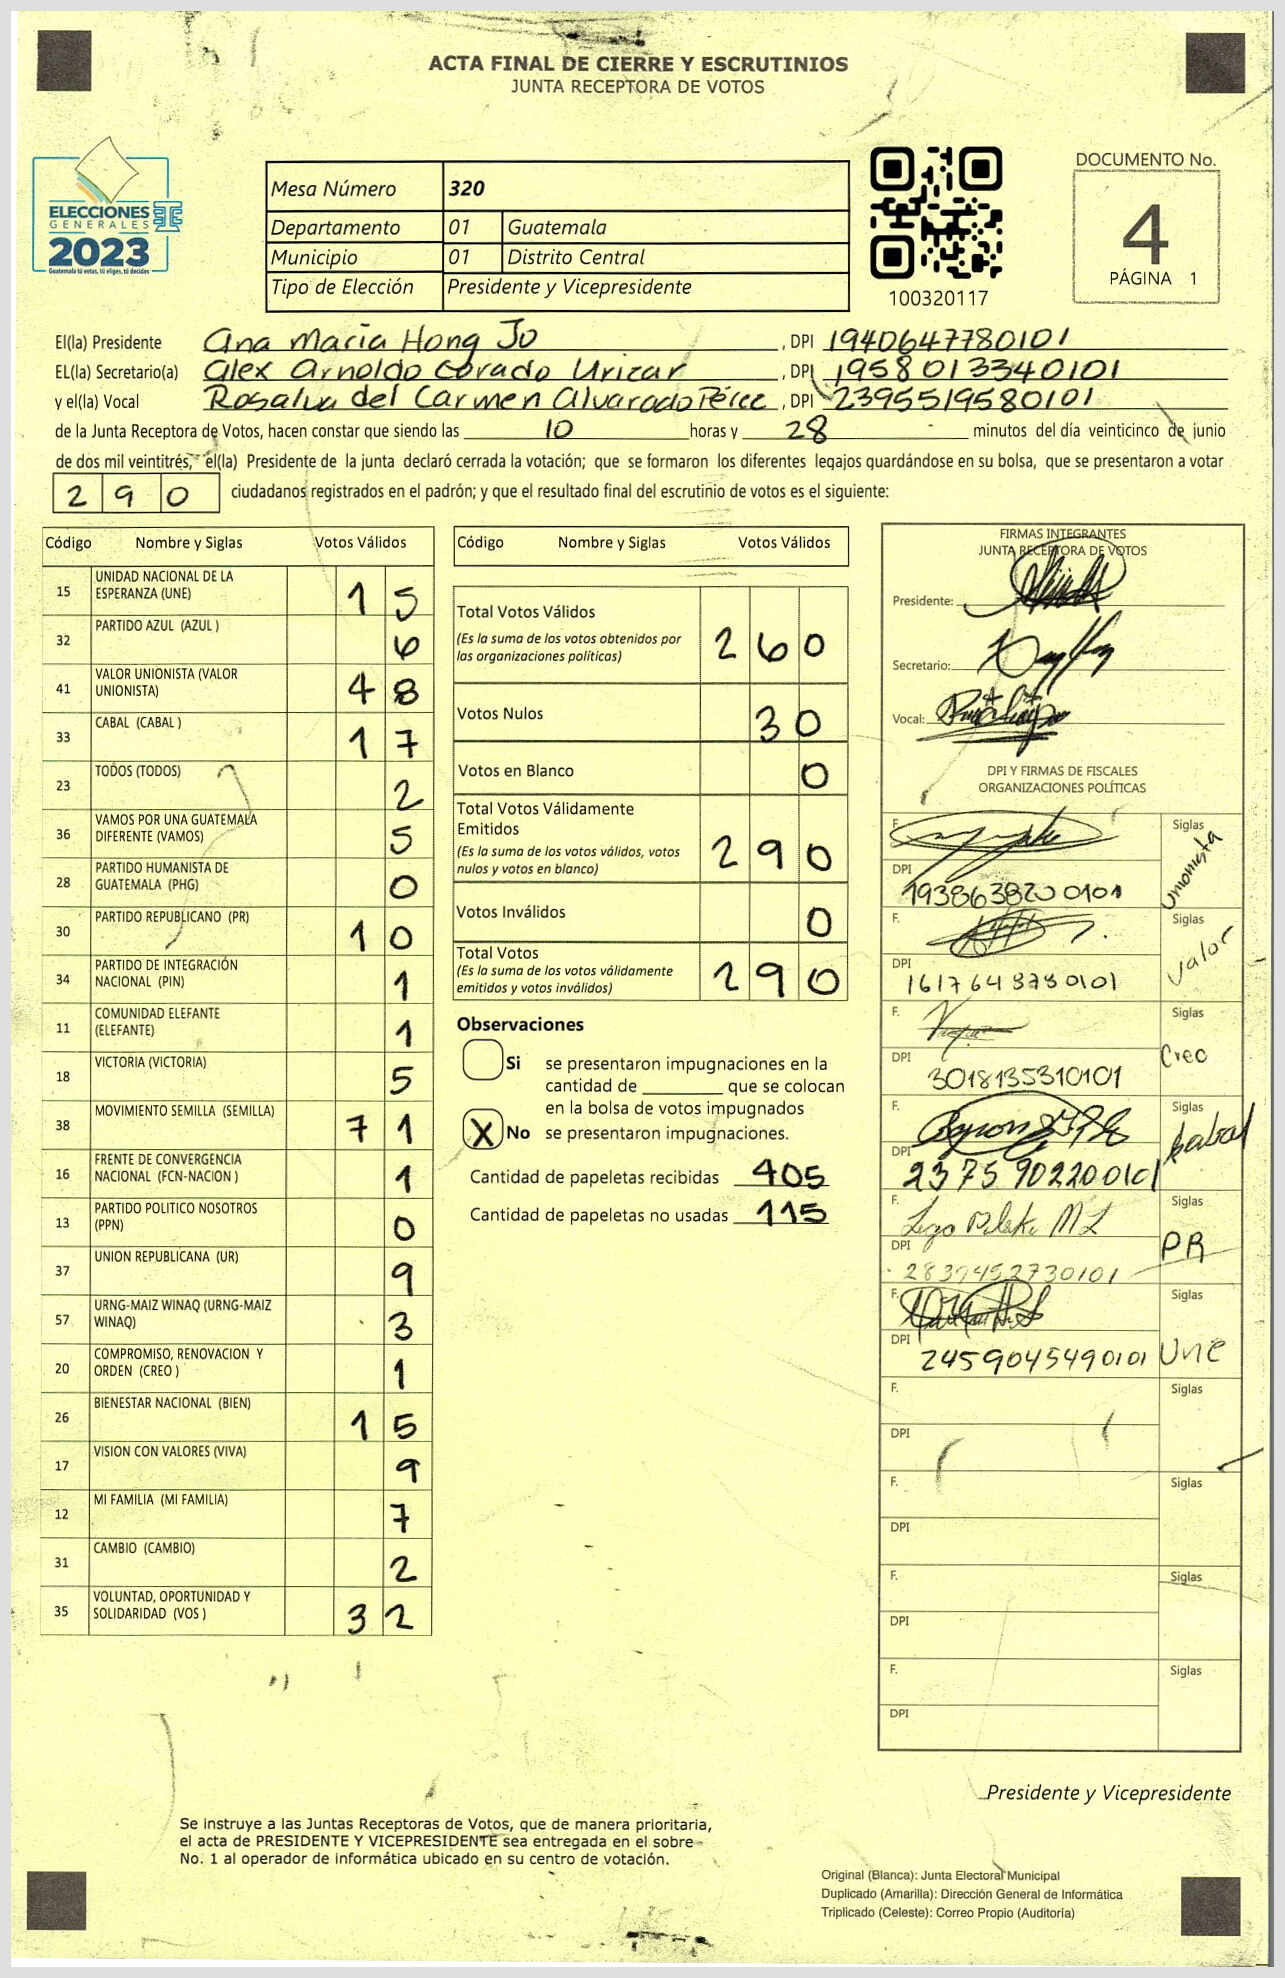 ACTA FINAL DE CIERRE Y ESCRUTINIOS
JUNTA RECEPTORA DE VOTOS
ELECCIONES
GENERALES
2023
Guatemala tú votas, tú eliges, tú decides
Mesa Número 320
Departamento 01 Guatemala
Municipio 01 Distrito Central
Tipo de Elección Presidente y Vicepresidente
100320117
DOCUMENTO No.
4
PÁGINA 1
El(la) Presidente Ana María Hong Jo , DPI 1940647780101
EL(la) Secretario(a) Alex Arnoldo Corado Urizar , DPI 1958013340101
y el(la) Vocal Rosalva del Carmen Alvarado Pérez , DPI 2395519580101
de la Junta Receptora de Votos, hacen constar que siendo las 10 horas y 28 minutos del día veinticinco de junio
de dos mil veintitrés, el(la) Presidente de la junta declaró cerrada la votación; que se formaron los diferentes legajos guardándose en su bolsa, que se presentaron a votar
290 ciudadanos registrados en el padrón; y que el resultado final del escrutinio de votos es el siguiente:
Código Nombre y Siglas Votos Válidos
15 UNIDAD NACIONAL DE LA
ESPERANZA (UNE) 15
32 PARTIDO AZUL (AZUL ) 6
41 VALOR UNIONISTA (VALOR
UNIONISTA) 48
33 CABAL (CABAL ) 17
23 TODOS (TODOS) 2
36 VAMOS POR UNA GUATEMALA
DIFERENTE (VAMOS) 5
28 PARTIDO HUMANISTA DE
GUATEMALA (PHG) 0
30 PARTIDO REPUBLICANO (PR) 10
34 PARTIDO DE INTEGRACIÓN
NACIONAL (PIN) 1
11 COMUNIDAD ELEFANTE
(ELEFANTE) 1
18 VICTORIA (VICTORIA) 5
38 MOVIMIENTO SEMILLA (SEMILLA) 71
16 FRENTE DE CONVERGENCIA
NACIONAL (FCN-NACION ) 1
13 PARTIDO POLITICO NOSOTROS
(PPN) 0
37 UNION REPUBLICANA (UR) 9
57 URNG-MAIZ WINAQ (URNG-MAIZ
WINAQ) 3
20 COMPROMISO, RENOVACION Y
ORDEN (CREO ) 1
26 BIENESTAR NACIONAL (BIEN) 15
17 VISION CON VALORES (VIVA) 9
12 MI FAMILIA (MI FAMILIA) 7
31 CAMBIO (CAMBIO) 2
35 VOLUNTAD, OPORTUNIDAD Y
SOLIDARIDAD (VOS ) 32
Código Nombre y Siglas Votos Válidos
Total Votos Válidos
(Es la suma de los votos obtenidos por
las organizaciones políticas) 260
Votos Nulos 30
Votos en Blanco 0
Total Votos Válidamente
Emitidos
(Es la suma de los votos válidos, votos
nulos y votos en blanco) 290
Votos Inválidos 0
Total Votos
(Es la suma de los votos válidamente
emitidos y votos inválidos) 290
Observaciones
Si se presentaron impugnaciones en la
cantidad de ________ que se colocan
en la bolsa de votos impugnados
X No se presentaron impugnaciones.
Cantidad de papeletas recibidas 405
Cantidad de papeletas no usadas 115
FIRMAS INTEGRANTES
JUNTA RECEPTORA DE VOTOS
Presidente:
Secretario:
Vocal:
DPI Y FIRMAS DE FISCALES
ORGANIZACIONES POLÍTICAS
F. Siglas
Unionista
DPI
1938638200101
F. Siglas
Valor
DPI
F. Siglas
Creo
DPI
3018135310101
F. Siglas
DPI
F. Siglas
PR
DPI
F. Siglas
Une
DPI
2459045490101
F. Siglas
DPI
F. Siglas
DPI
F. Siglas
DPI
F. Siglas
DPI
Presidente y Vicepresidente
Se instruye a las Juntas Receptoras de Votos, que de manera prioritaria,
el acta de PRESIDENTE Y VICEPRESIDENTE sea entregada en el sobre
No. 1 al operador de informática ubicado en su centro de votación.
Original (Blanca): Junta Electoral Municipal
Duplicado (Amarilla): Dirección General de Informática
Triplicado (Celeste): Correo Propio (Auditoría)